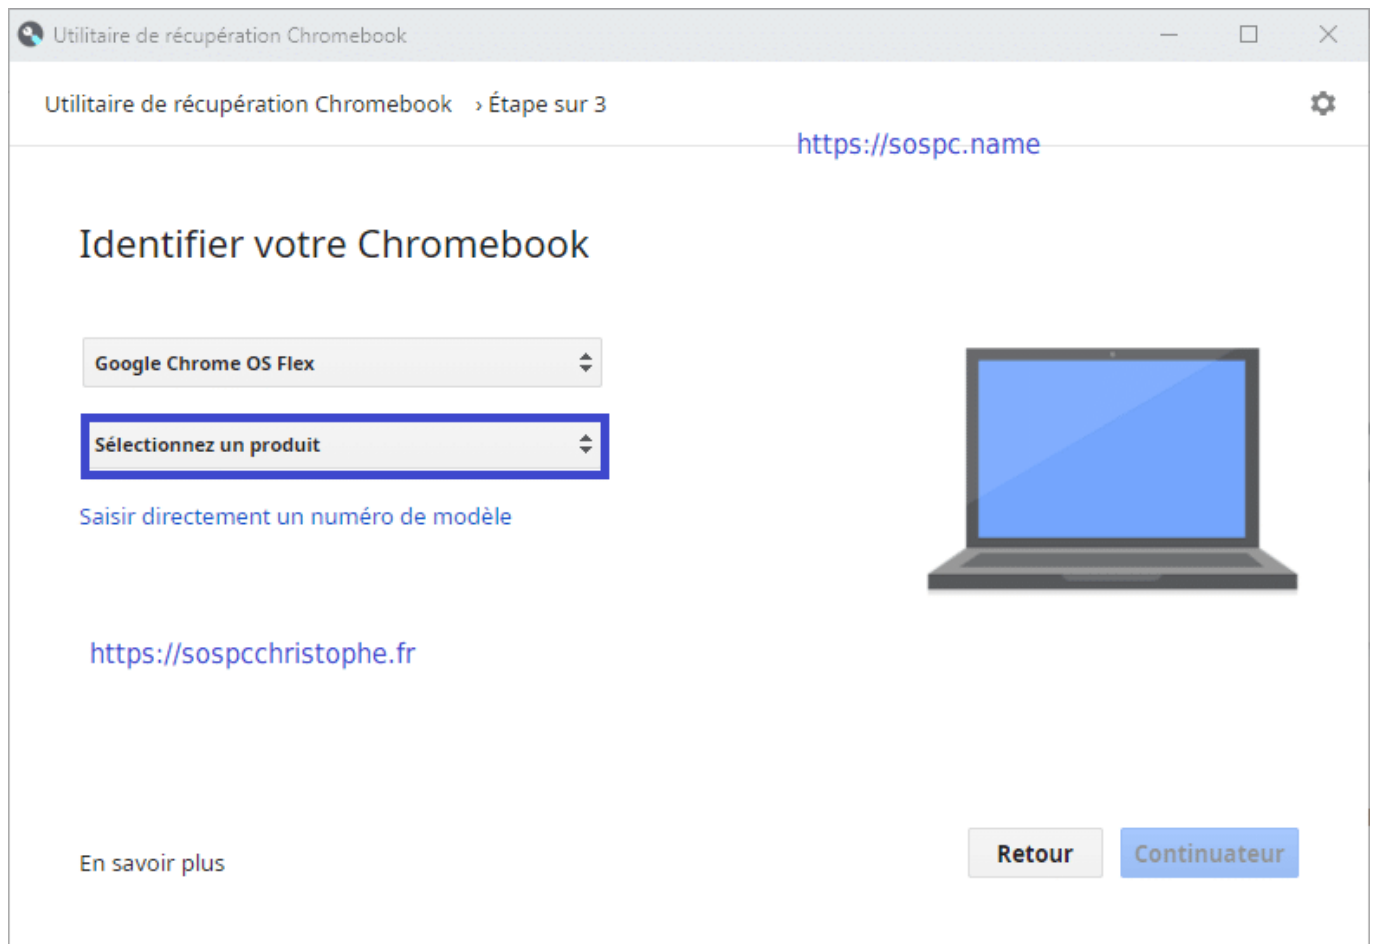 Utilitaire de récupération Chromebook
Utilitaire de récupération Chromebook › Étape sur 3
https://sospc.name
Identifier votre Chromebook
Google Chrome OS Flex
Sélectionnez un produit
Saisir directement un numéro de modèle
https://sospcchristophe.fr
En savoir plus
Retour
Continuateur